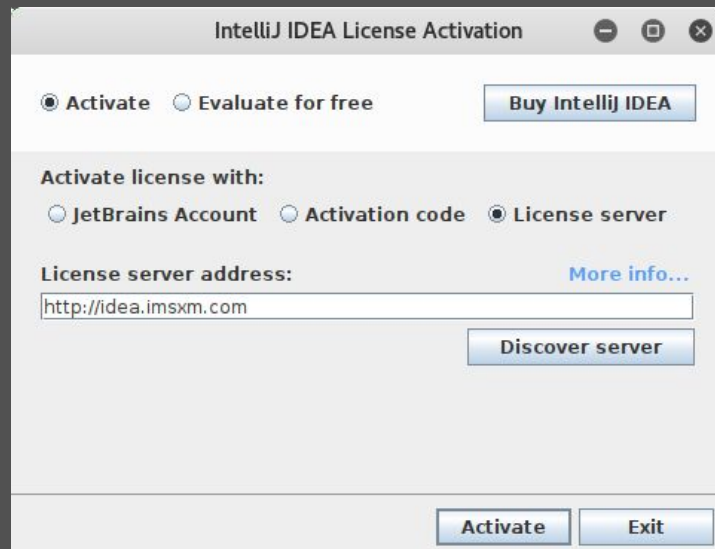 IntelliJ IDEA License Activation
Activate Evaluate for free Buy IntelliJ IDEA
Activate license with:
JetBrains Account Activation code License server
License server address: More info...
http://idea.imsxm.com
Discover server
Activate Exit